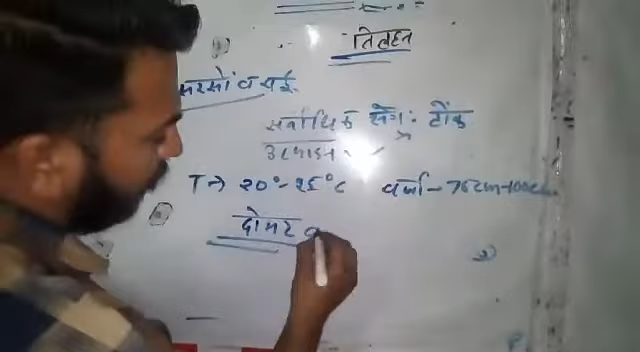 तिलहन
सरसों व राई
सर्वाधिक क्षेत्र : टोंक
उत्पादन
T → 20° - 25°C वर्षा - 75cm-100cm
दोमट